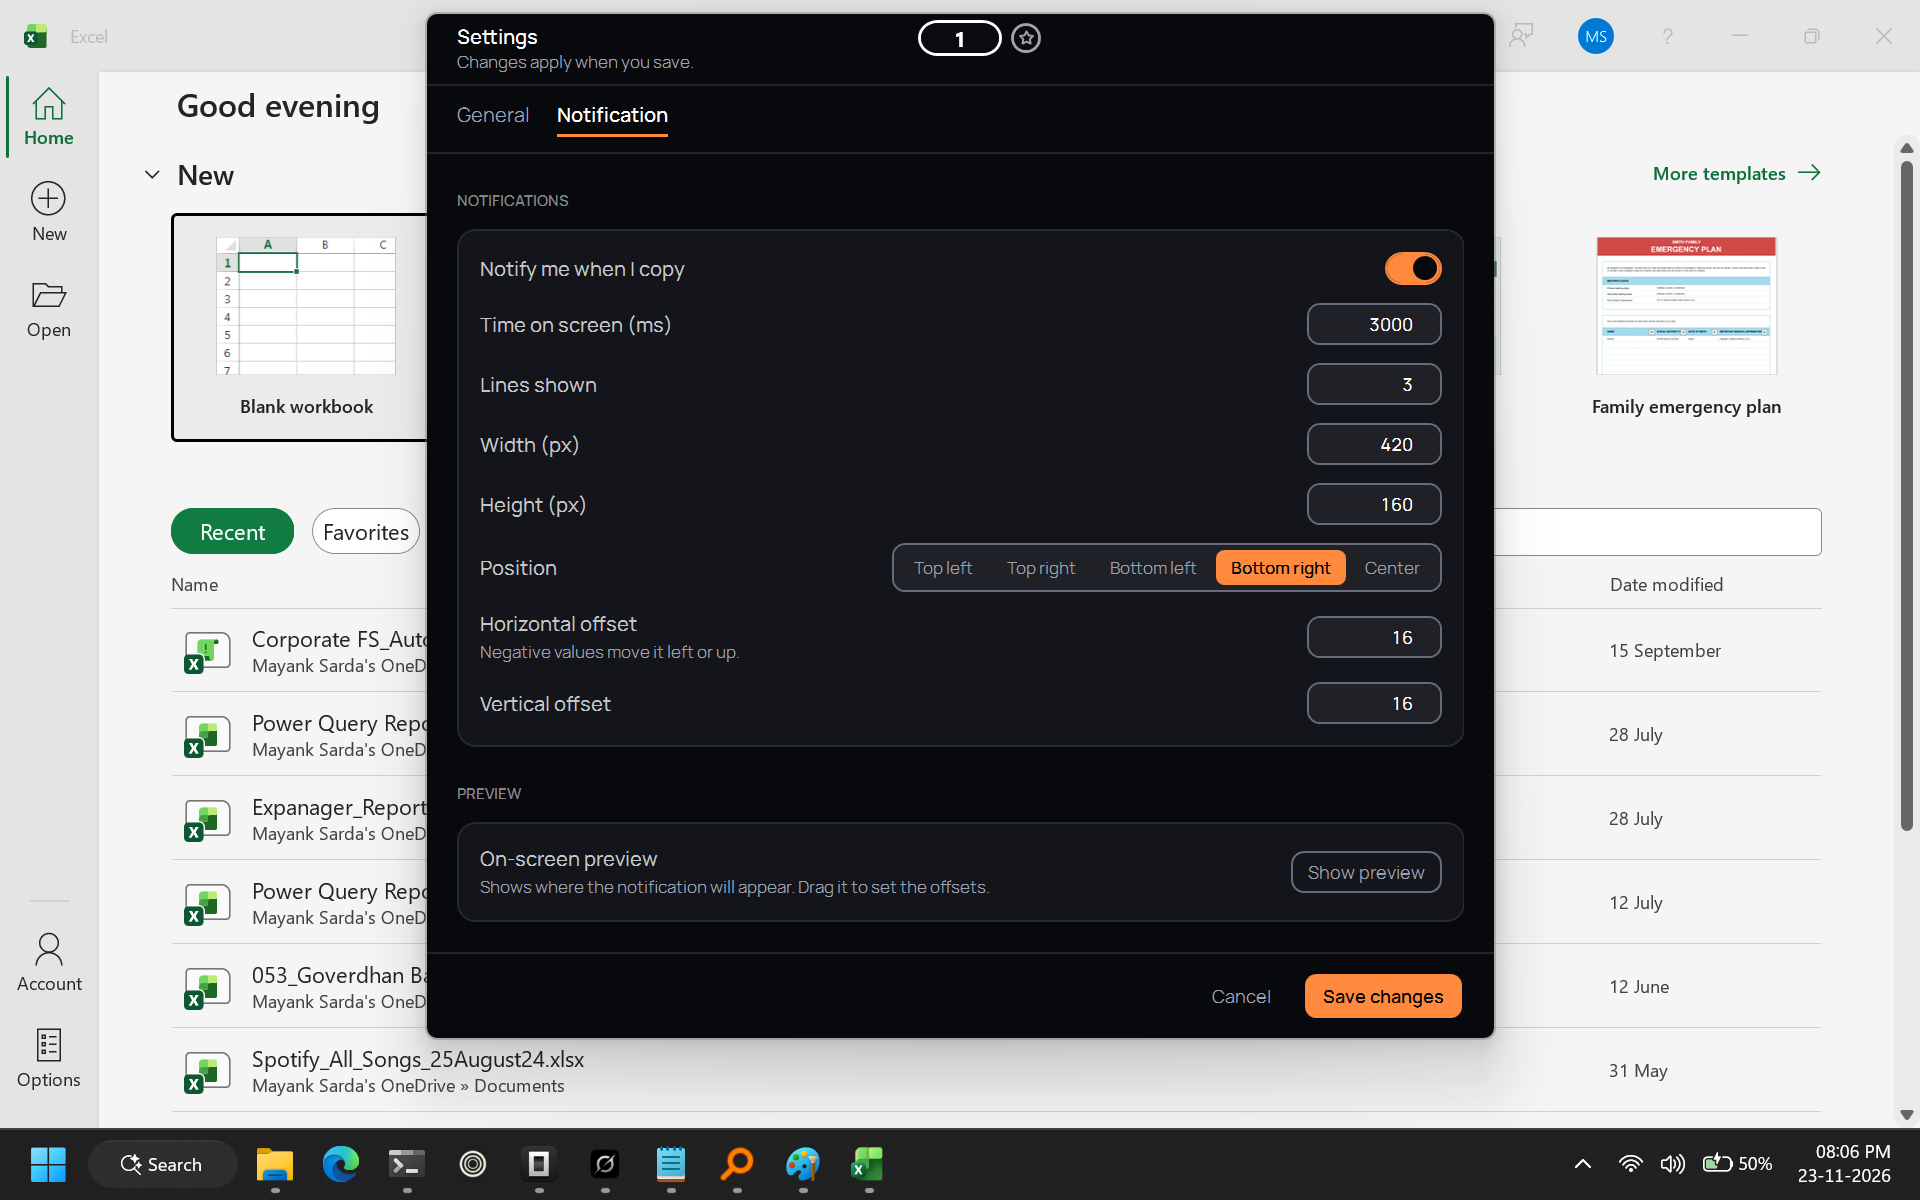 Excel
Settings
Changes apply when you save.
1
MS
?
General
Notification
Home
New
Open
Account
Options
Good evening
New
More templates
A B C
1
2
3
4
5
6
7
Blank workbook
EMERGENCY PLAN
Family emergency plan
NOTIFICATIONS
Notify me when I copy
Time on screen (ms)
3000
Lines shown
3
Width (px)
420
Height (px)
160
Position
Top left
Top right
Bottom left
Bottom right
Center
Horizontal offset
Negative values move it left or up.
16
Vertical offset
16
PREVIEW
On-screen preview
Shows where the notification will appear. Drag it to set the offsets.
Show preview
Cancel
Save changes
Recent
Favorites
Name
Date modified
Corporate FS_Auto
Mayank Sarda's OneD
15 September
Power Query Repo
Mayank Sarda's OneD
28 July
Expanager_Report
Mayank Sarda's OneD
28 July
Power Query Repo
Mayank Sarda's OneD
12 July
053_Goverdhan Ba
Mayank Sarda's OneD
12 June
Spotify_All_Songs_25August24.xlsx
Mayank Sarda's OneDrive » Documents
31 May
Search
50%
08:06 PM
23-11-2026